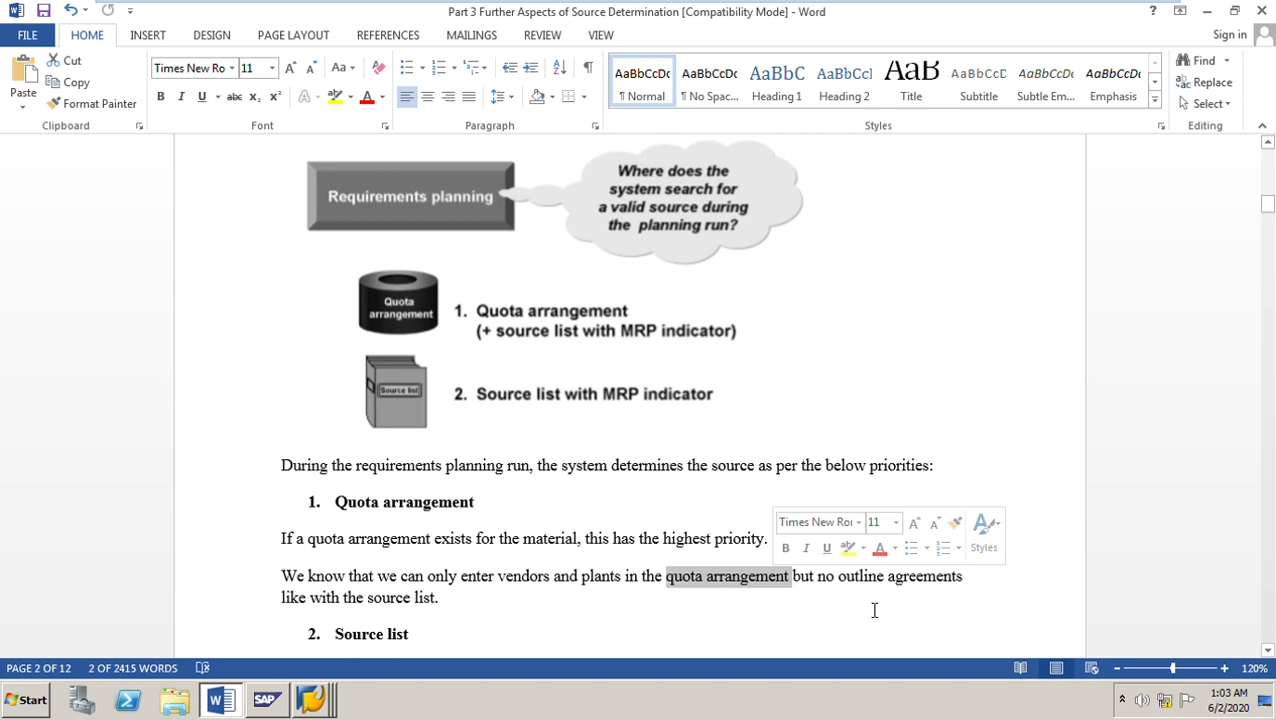 Part 3 Further Aspects of Source Determination [Compatibility Mode] - Word
FILE HOME INSERT DESIGN PAGE LAYOUT REFERENCES MAILINGS REVIEW VIEW Sign in
Paste Cut Copy Format Painter
Times New Ro 11
AaBbCcDc AaBbCcDc AaBbC AaBbCc AaB AaBbCcD AaBbCcDc AaBbCcDc
¶ Normal ¶ No Spac... Heading 1 Heading 2 Title Subtitle Subtle Em... Emphasis
Find Replace Select
Clipboard Font Paragraph Styles Editing
Requirements planning
Where does the
system search for
a valid source during
the planning run?
Quota
arrangement
1. Quota arrangement
(+ source list with MRP indicator)
Source list
2. Source list with MRP indicator
During the requirements planning run, the system determines the source as per the below priorities:
1. Quota arrangement
If a quota arrangement exists for the material, this has the highest priority.
Times New Roi 11
B I U Styles
We know that we can only enter vendors and plants in the quota arrangement but no outline agreements
like with the source list.
2. Source list
PAGE 2 OF 12 2 OF 2415 WORDS 120%
Start SAP 1:03 AM
6/2/2020